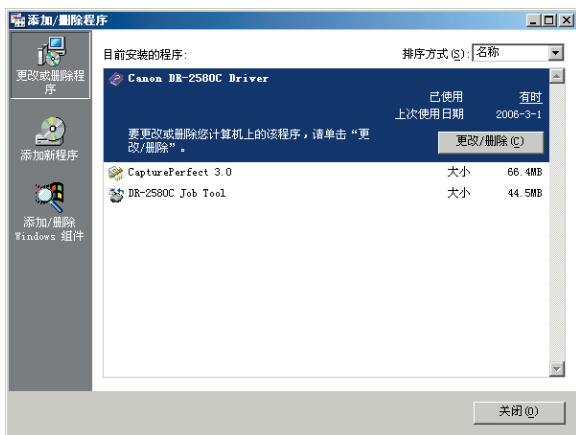 添加/删除程序
更改或删除程
序
添加新程序
添加/删除
Windows 组件
目前安装的程序:
排序方式(S): 名称
Canon DR-2580C Driver
已使用 有时
上次使用日期 2006-3-1
要更改或删除您计算机上的该程序，请单击“更
改/删除”。
更改/删除(C)
CapturePerfect 3.0 大小 66.4MB
DR-2580C Job Tool 大小 44.5MB
关闭(O)